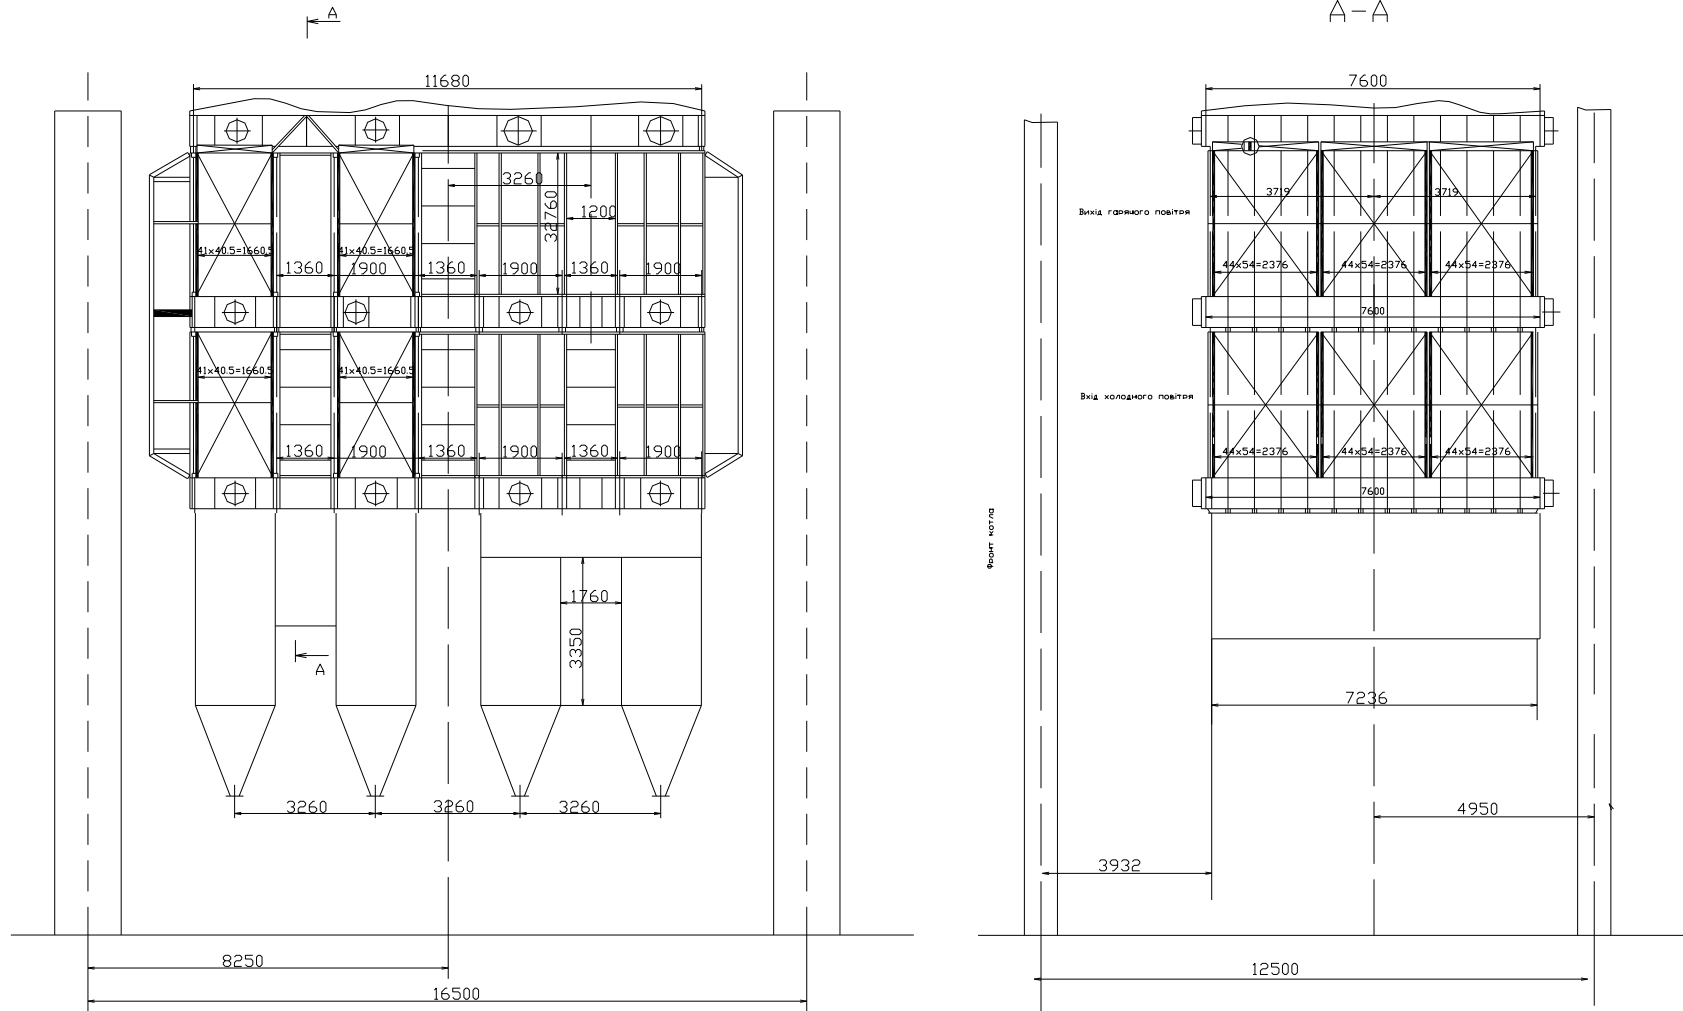 А
А-А
11680
7600
3260
32760
1200
3719
3719
Вихід гарячого повітря
41x40.5=1660.5
41x40.5=1660.5
1360
1900
1360
1900
1360
1900
44x54=2376
44x54=2376
44x54=2376
7600
41x40.5=1660.5
41x40.5=1660.5
Вхід холодного повітря
1360
1900
1360
1900
1360
1900
44x54=2376
44x54=2376
44x54=2376
7600
Фронт котла
1760
3350
А
7236
3260
3260
3260
4950
3932
8250
12500
16500